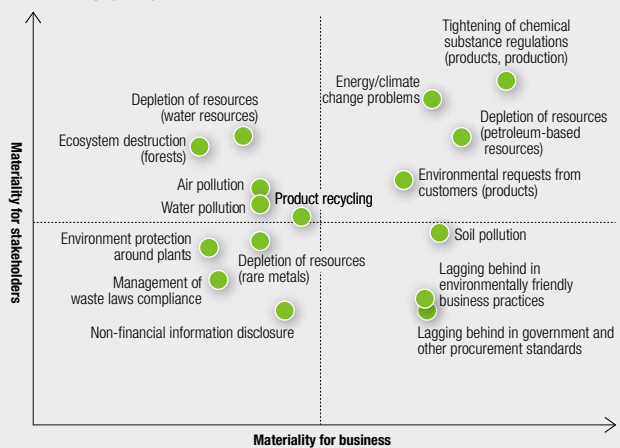 Tightening of chemical
substance regulations
(products, production)
Energy/climate
change problems
Depletion of resources
(water resources)
Depletion of resources
(petroleum-based
resources)
Ecosystem destruction
(forests)
Air pollution
Environmental requests from
customers (products)
Product recycling
Water pollution
Soil pollution
Environment protection
around plants
Depletion of resources
(rare metals)
Management of
waste laws compliance
Lagging behind in
environmentally friendly
business practices
Non-financial information disclosure
Lagging behind in government and
other procurement standards
Materiality for stakeholders
Materiality for business